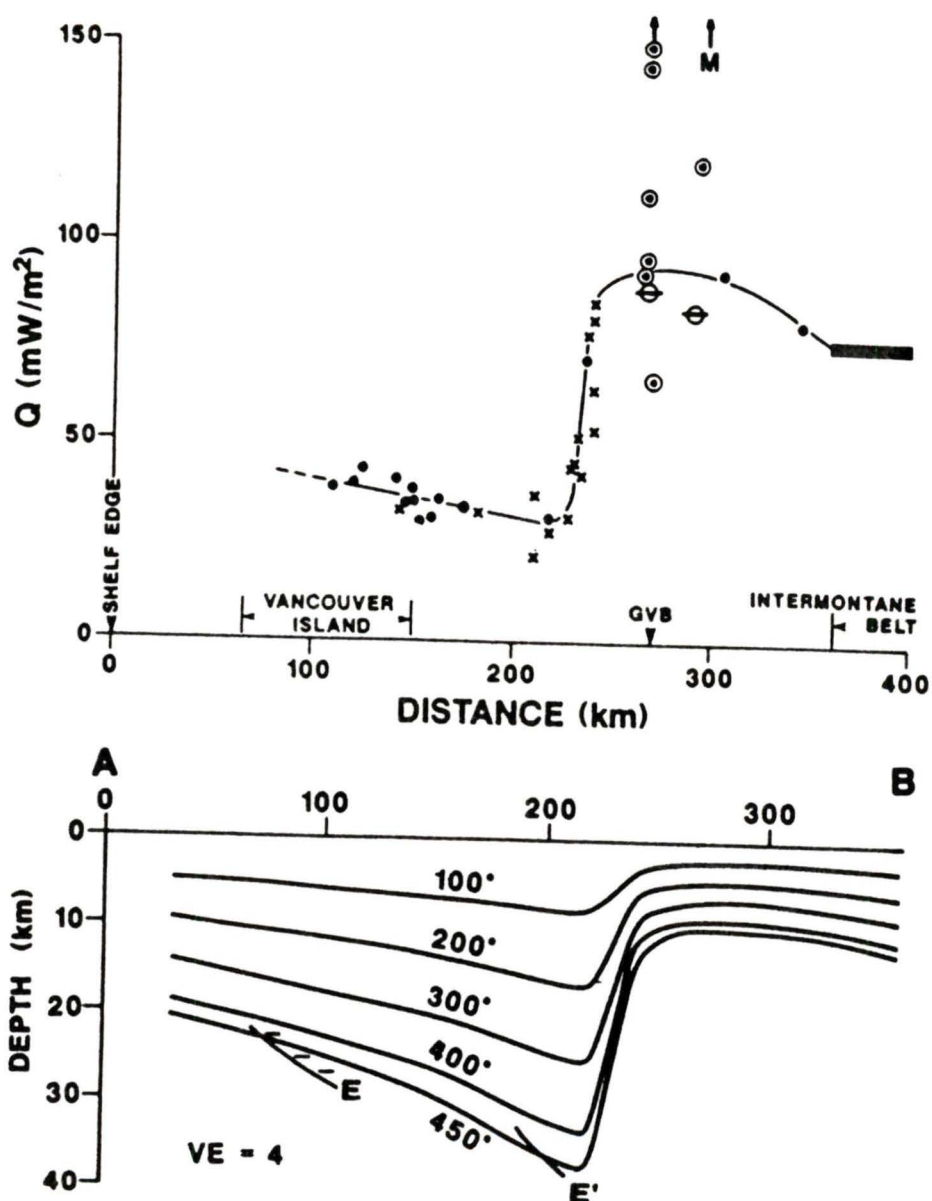 150
M
100
Q (mW/m²)
50
SHELF EDGE
VANCOUVER
ISLAND
GVB
INTERMONTANE
BELT
0
0
100
200
300
400
DISTANCE (km)
A
B
0
100
200
300
0
100°
10
200°
DEPTH (km)
300°
20
400°
E
30
450°
VE = 4
40
E'